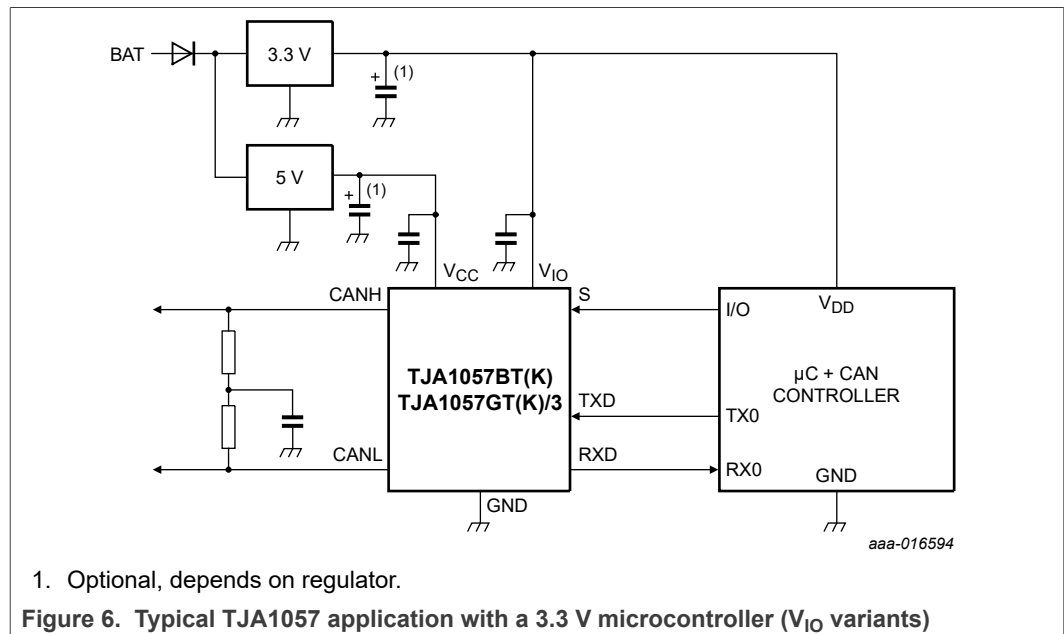 BAT
3.3 V
+ (1)
5 V
+ (1)
VCC
VIO
CANH
S
I/O
VDD
TJA1057BT(K)
TJA1057GT(K)/3
µC + CAN
CONTROLLER
TXD
TX0
CANL
RXD
RX0
GND
GND
aaa-016594
1. Optional, depends on regulator.
Figure 6. Typical TJA1057 application with a 3.3 V microcontroller (VIO variants)